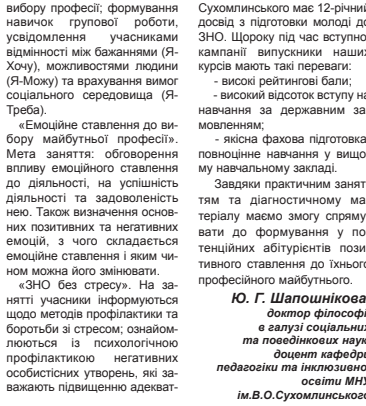 вибору професії; формування
навичок групової роботи,
усвідомлення учасниками
відмінності між бажаннями (Я-
Хочу), можливостями людини
(Я-Можу) та врахування вимог
соціального середовища (Я-
Треба).
«Емоційне ставлення до ви-
бору майбутньої професії».
Мета заняття: обговорення
впливу емоційного ставлення
до діяльності, на успішність
діяльності та задоволеність
нею. Також визначення основ-
них позитивних та негативних
емоцій, з чого складається
емоційне ставлення і яким чи-
ном можна його змінювати.
«ЗНО без стресу». На за-
нятті учасники інформуються
щодо методів профілактики та
боротьби зі стресом; ознайом-
люються із психологічною
профілактикою негативних
особистісних утворень, які за-
важають підвищенню адекват-
Сухомлинського має 12-річний
досвід з підготовки молоді до
ЗНО. Щороку під час вступно
кампанії випускники наших
курсів мають такі переваги:
- високі рейтингові бали;
- високий відсоток вступу на
навчання за державним за
мовленням;
- якісна фахова підготовка
повноцінне навчання у вищо
му навчальному закладі.
Завдяки практичним занят
тям та діагностичному ма
теріалу маємо змогу спряму
вати до формування у по
тенційних абітурієнтів пози
тивного ставлення до їхнього
професійного майбутнього.
Ю. Г. Шапошнікова
доктор філософі
в галузі соціальних
та поведінкових наук
доцент кафедри
педагогіки та інклюзивно
освіти МНУ
ім.В.О.Сухомлинського